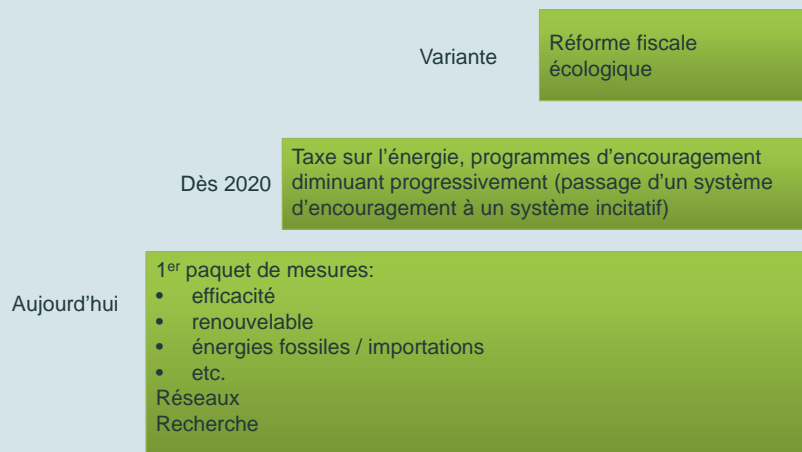 Variante
Réforme fiscale
écologique
Dès 2020
Taxe sur l’énergie, programmes d’encouragement
diminuant progressivement (passage d’un système
d’encouragement à un système incitatif)
Aujourd’hui
1er paquet de mesures:
• efficacité
• renouvelable
• énergies fossiles / importations
• etc.
Réseaux
Recherche